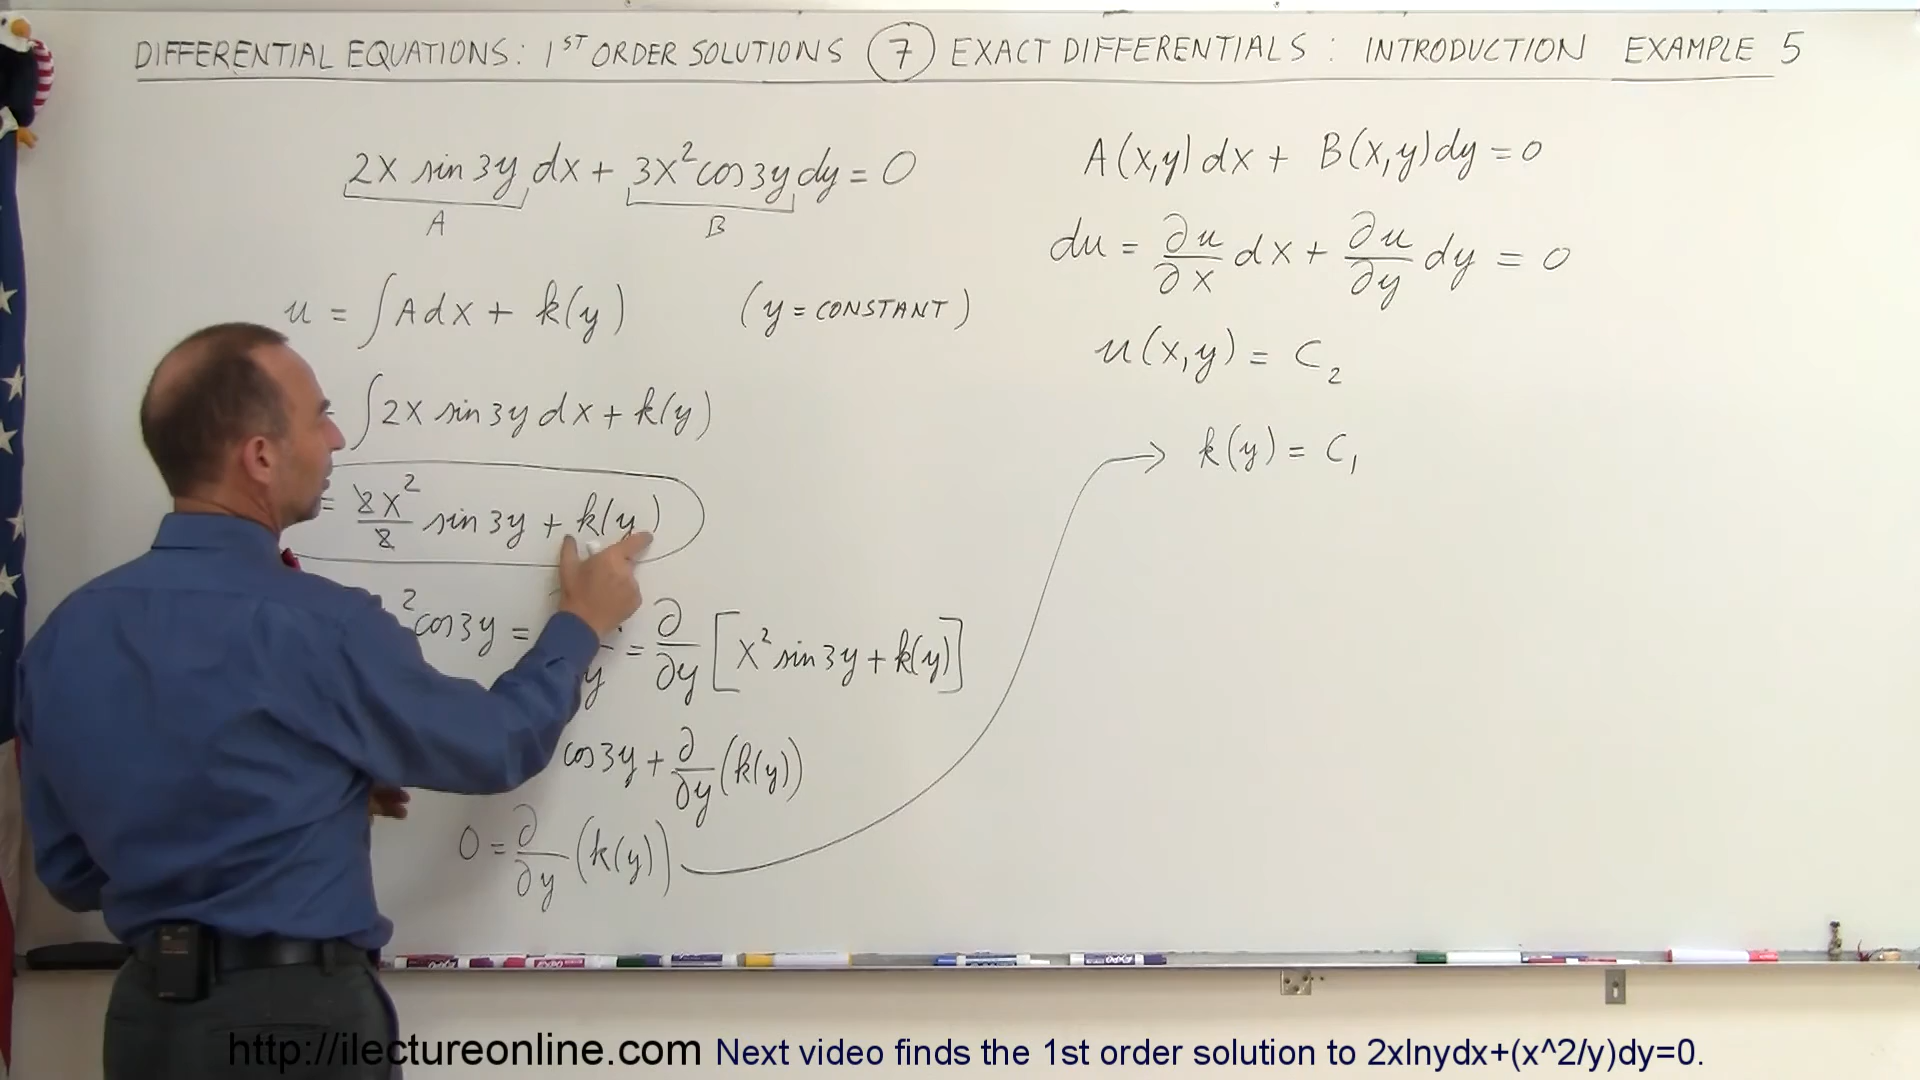 DIFFERENTIAL EQUATIONS: 1ST ORDER SOLUTIONS 7 EXACT DIFFERENTIALS: INTRODUCTION EXAMPLE 5
2x sin 3y dx + 3x² cos 3y dy = 0
A B
u = ∫ A dx + k(y) (y = CONSTANT)
∫ 2x sin 3y dx + k(y)
= 2x²/2 sin 3y + k(y)
² cos 3y = = ∂/∂y [x² sin 3y + k(y)]
cos 3y + ∂/∂y (k(y))
0 = ∂/∂y (k(y))
A(x,y) dx + B(x,y) dy = 0
du = ∂u/∂x dx + ∂u/∂y dy = 0
u(x,y) = C₂
→ k(y) = C₁
http://ilectureonline.com Next video finds the 1st order solution to 2xlnydx+(x^2/y)dy=0.